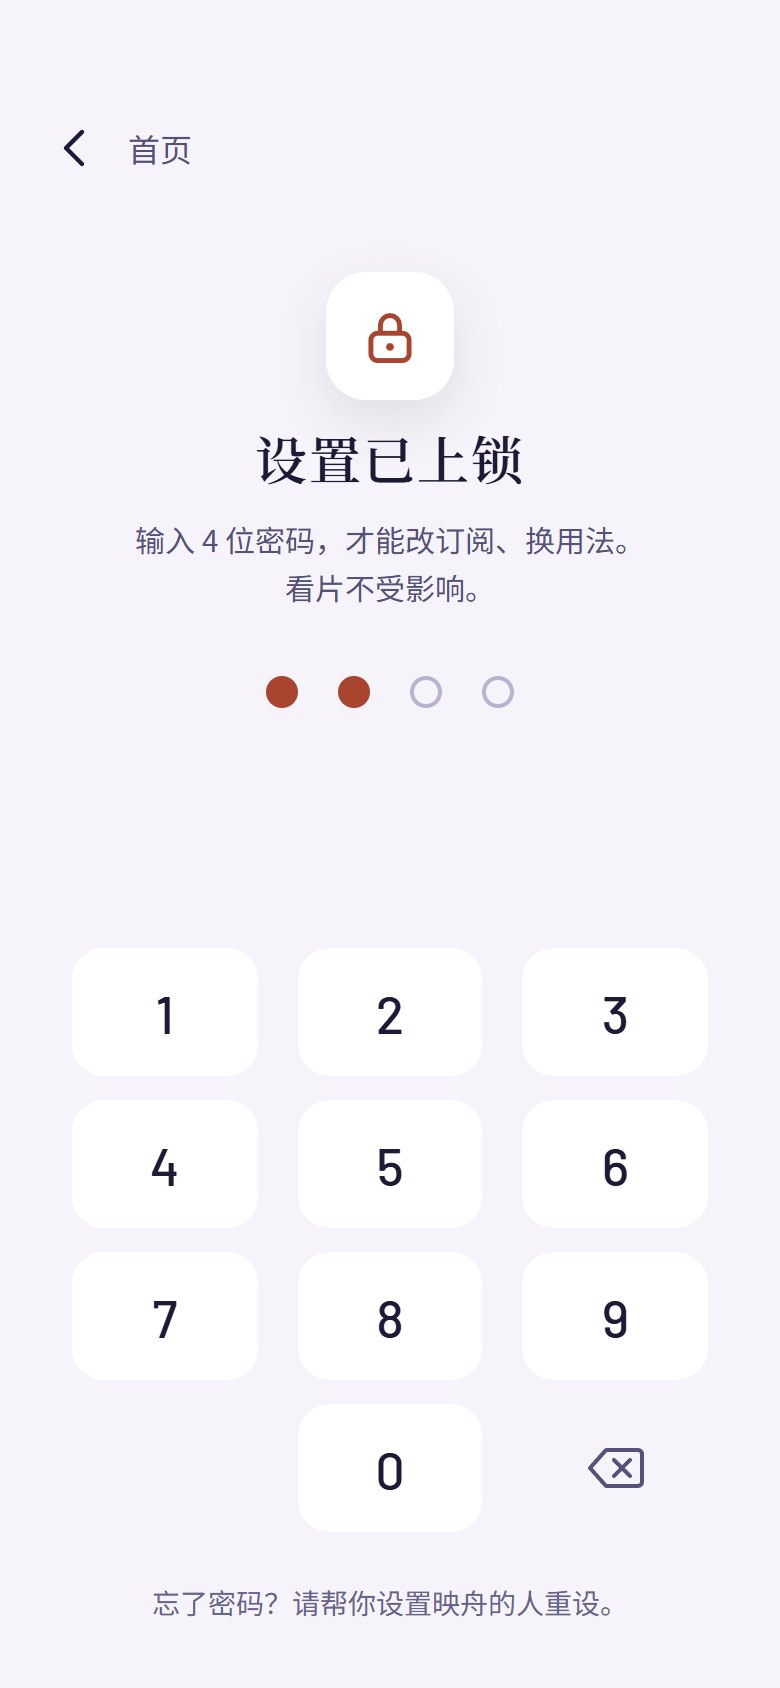 首页
设置已上锁
输入 4 位密码，才能改订阅、换用法。
看片不受影响。
1 2 3
4 5 6
7 8 9
0
忘了密码？请帮你设置映舟的人重设。